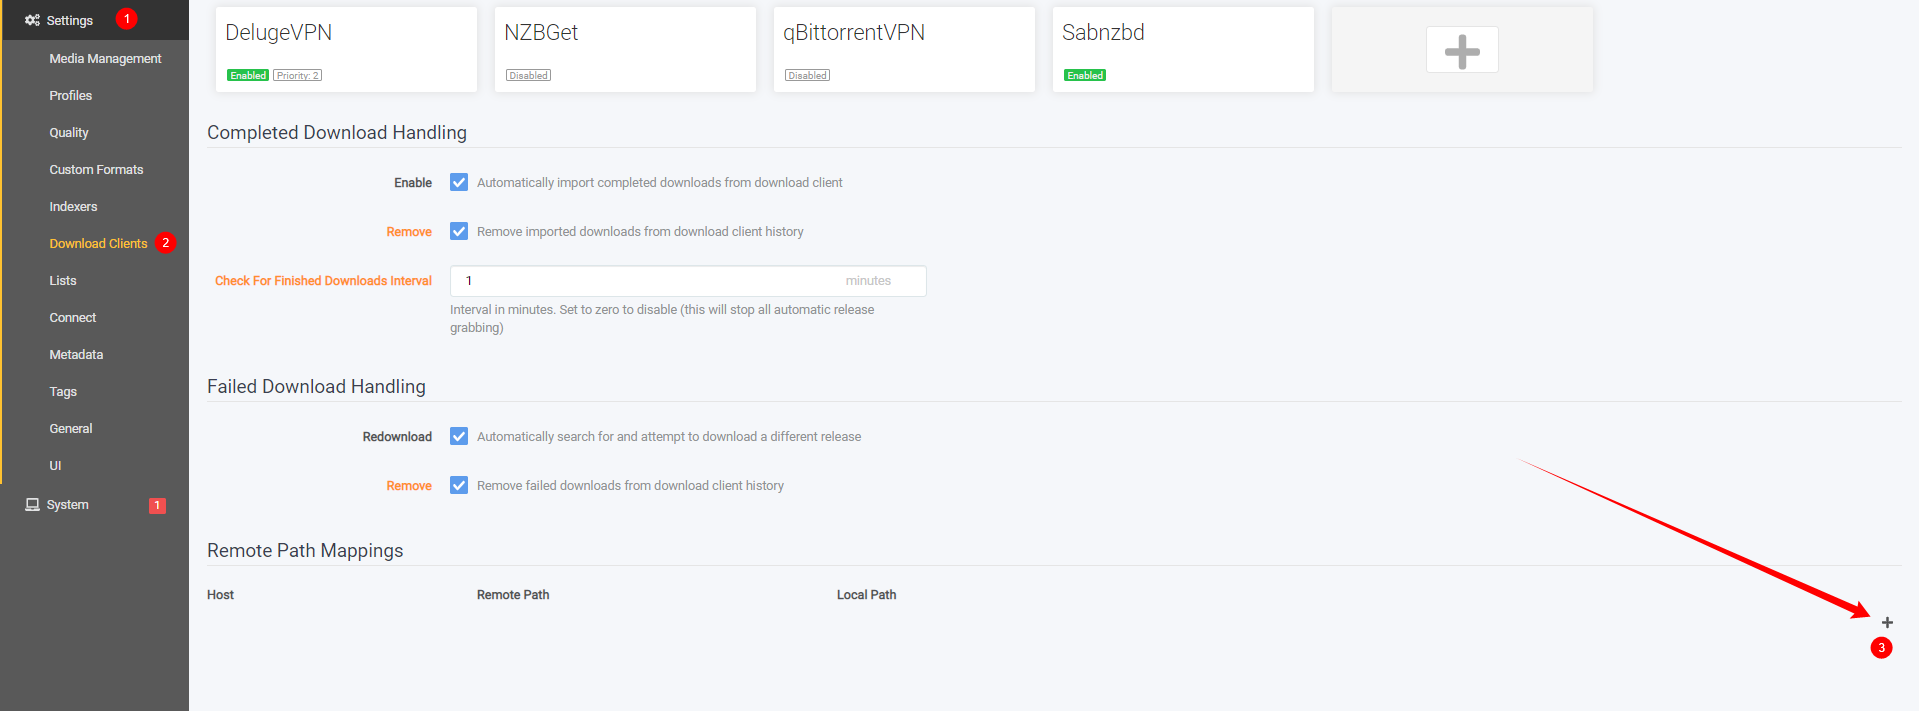 Settings 1
Media Management
Profiles
Quality
Custom Formats
Indexers
Download Clients 2
Lists
Connect
Metadata
Tags
General
UI
System 1
DelugeVPN
Enabled Priority: 2
NZBGet
Disabled
qBittorrentVPN
Disabled
Sabnzbd
Enabled
Completed Download Handling
Enable Automatically import completed downloads from download client
Remove Remove imported downloads from download client history
Check For Finished Downloads Interval 1 minutes
Interval in minutes. Set to zero to disable (this will stop all automatic release
grabbing)
Failed Download Handling
Redownload Automatically search for and attempt to download a different release
Remove Remove failed downloads from download client history
Remote Path Mappings
Host Remote Path Local Path
3